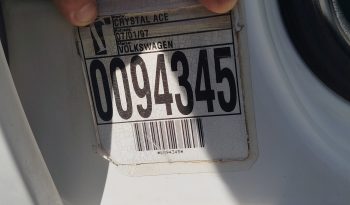 CRYSTAL ACE
07/01/97
VOLKSWAGEN
0094345